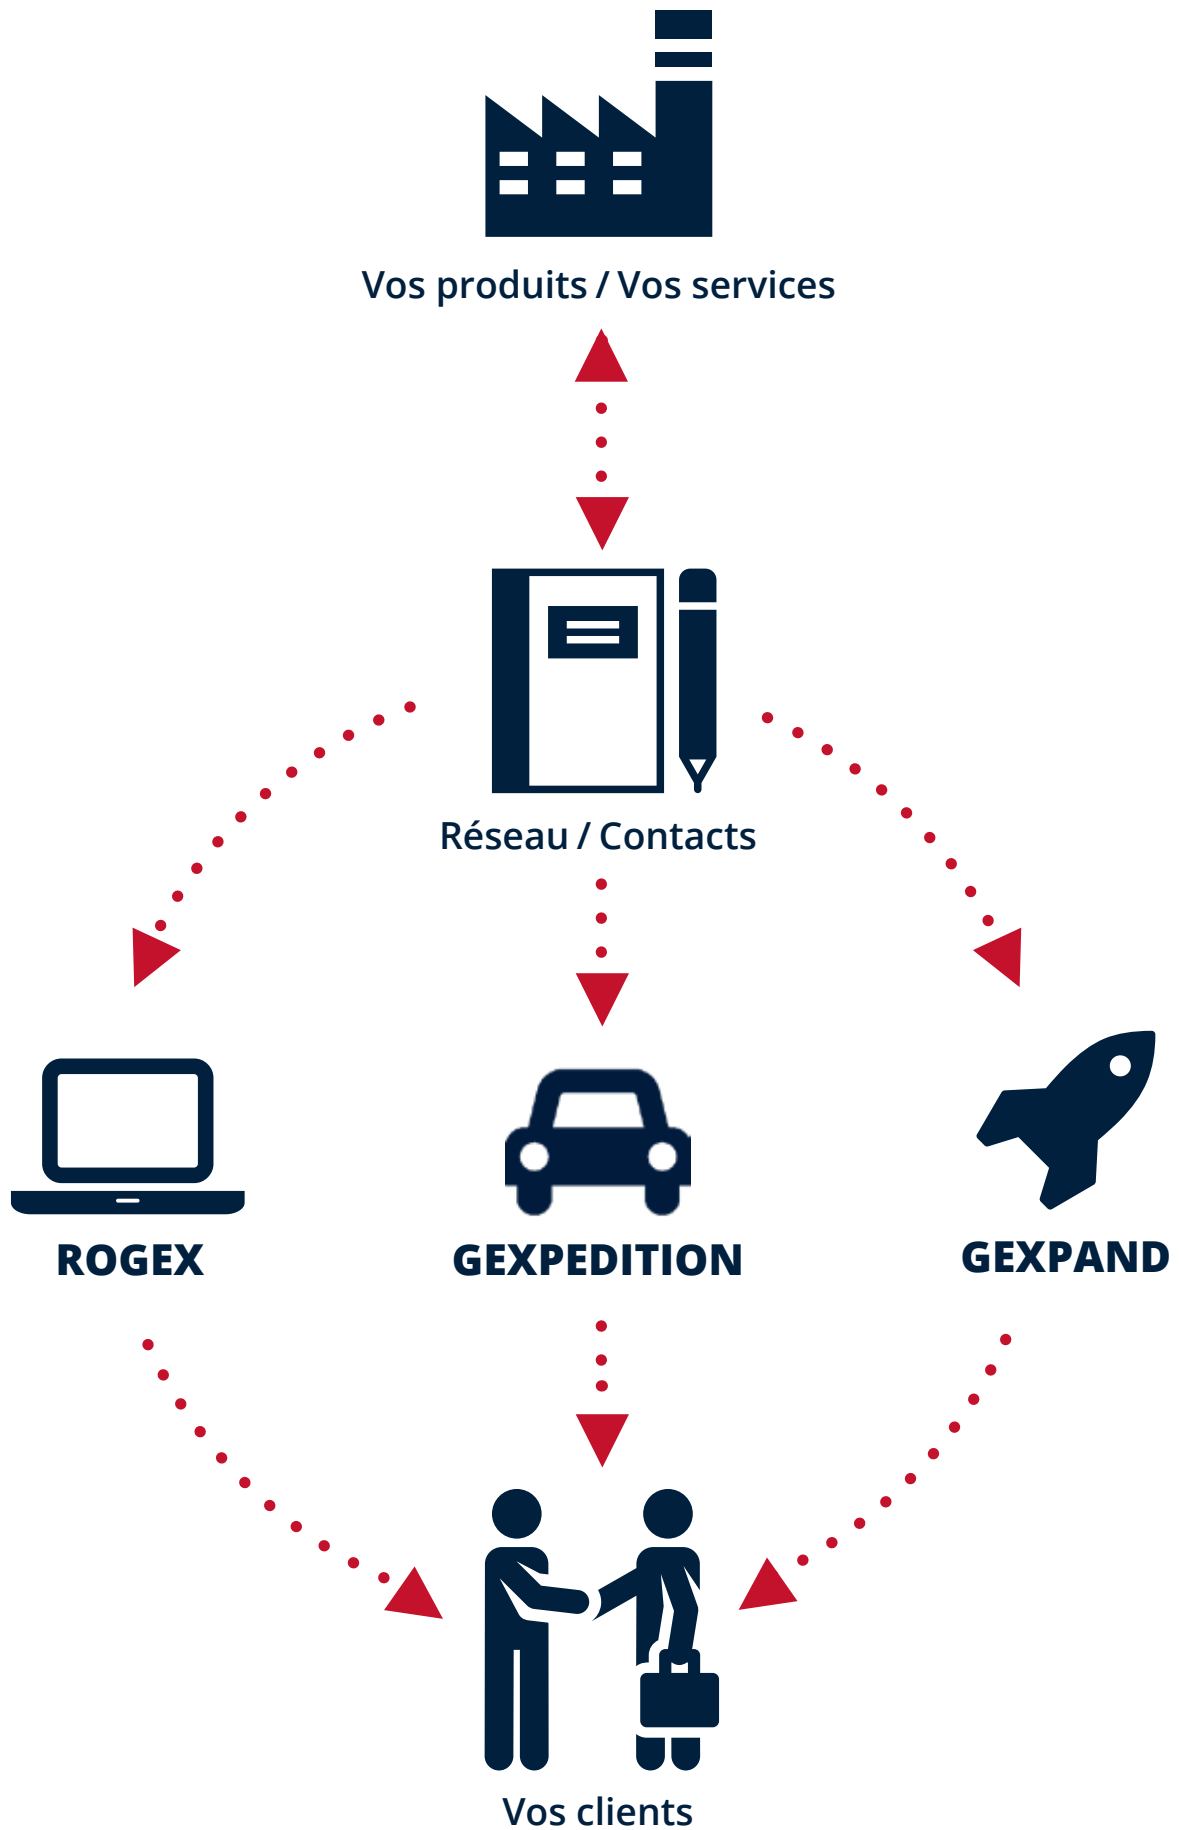 Vos produits / Vos services
Réseau / Contacts
ROGEX
GEXPEDITION
GEXPAND
Vos clients